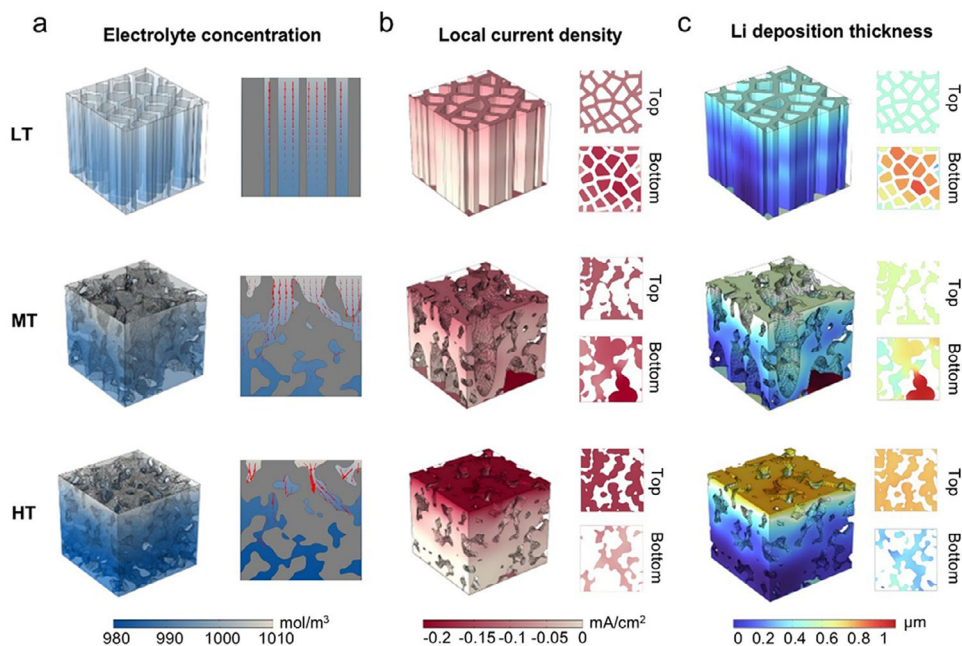 a Electrolyte concentration b Local current density c Li deposition thickness
LT
Top
Bottom
Top
Bottom
MT
Top
Bottom
Top
Bottom
HT
Top
Bottom
Top
Bottom
980 990 1000 1010 mol/m³
-0.2 -0.15 -0.1 -0.05 0 mA/cm²
0 0.2 0.4 0.6 0.8 1 μm